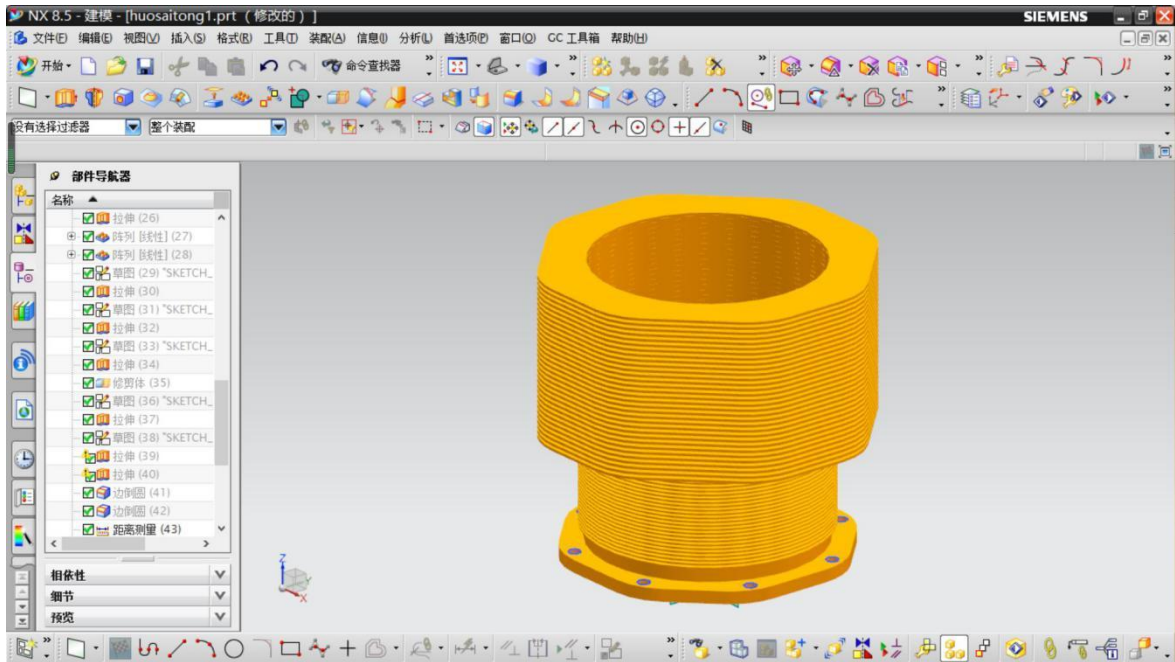 NX 8.5 - 建模 - [huosaitong1.prt （修改的） ]
SIEMENS
文件(F) 编辑(E) 视图(V) 插入(S) 格式(R) 工具(T) 装配(A) 信息(I) 分析(L) 首选项(P) 窗口(O) GC 工具箱 帮助(H)
开始 命令查找器
没有选择过滤器 整个装配
部件导航器
名称
拉伸 (26)
阵列 [线性] (27)
阵列 [线性] (28)
草图 (29) "SKETCH_
拉伸 (30)
草图 (31) "SKETCH_
拉伸 (32)
草图 (33) "SKETCH_
拉伸 (34)
修剪体 (35)
草图 (36) "SKETCH_
拉伸 (37)
草图 (38) "SKETCH_
拉伸 (39)
拉伸 (40)
边倒圆 (41)
边倒圆 (42)
距离测量 (43)
相依性
细节
预览
Z
X